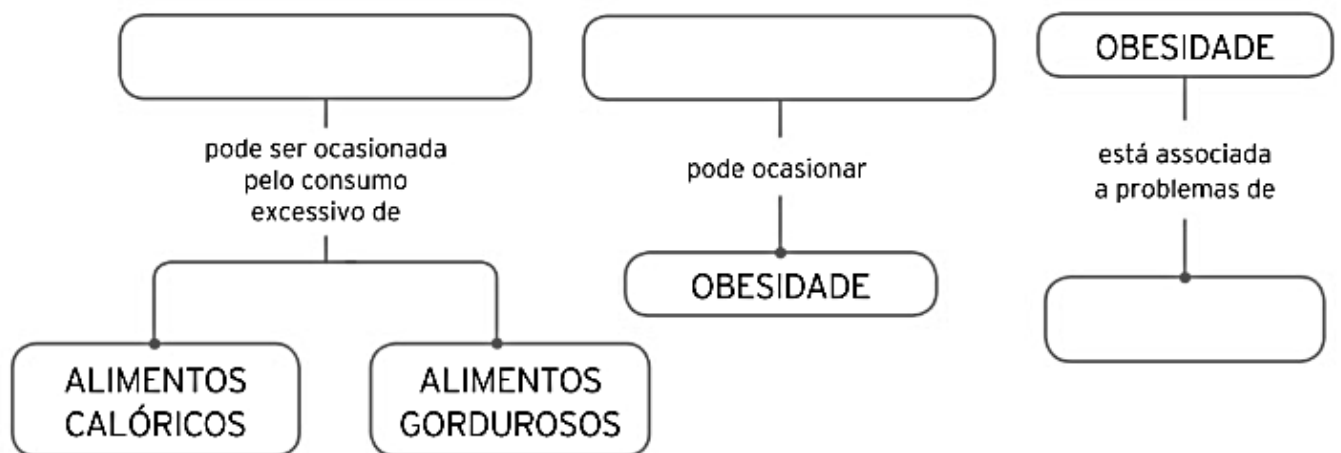 pode ser ocasionada
pelo consumo
excessivo de
ALIMENTOS
CALÓRICOS
ALIMENTOS
GORDUROSOS
pode ocasionar
OBESIDADE
OBESIDADE
está associada
a problemas de